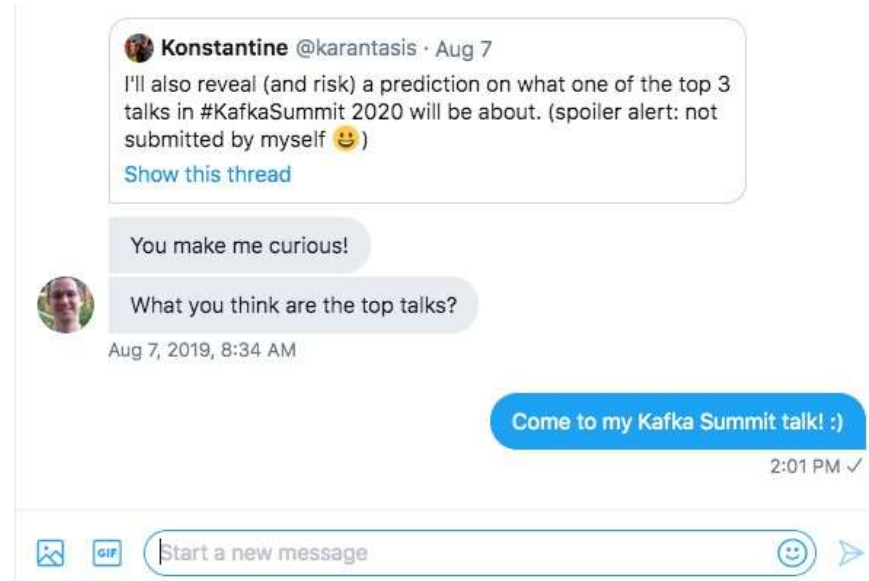 Konstantine @karantasis · Aug 7
I'll also reveal (and risk) a prediction on what one of the top 3
talks in #KafkaSummit 2020 will be about. (spoiler alert: not
submitted by myself 😀)
Show this thread
You make me curious!
What you think are the top talks?
Aug 7, 2019, 8:34 AM
Come to my Kafka Summit talk! :)
2:01 PM ✓
GIF
Start a new message